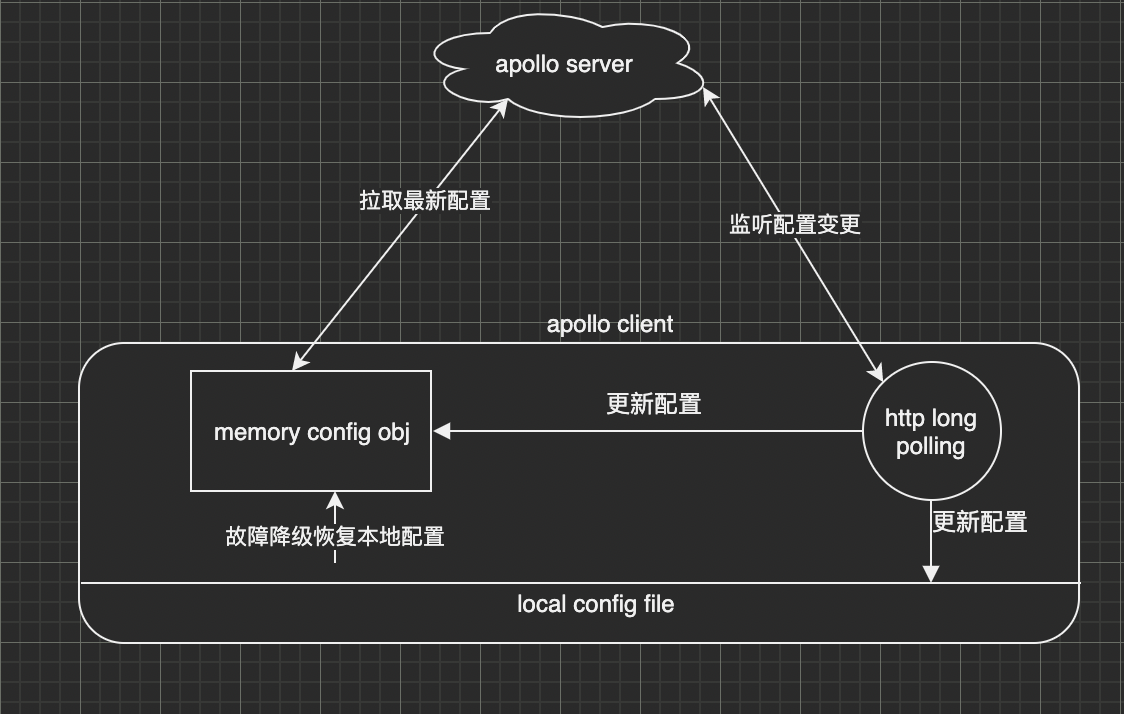 apollo server
拉取最新配置
监听配置变更
apollo client
更新配置
memory config obj
http long
polling
更新配置
故障降级恢复本地配置
local config file